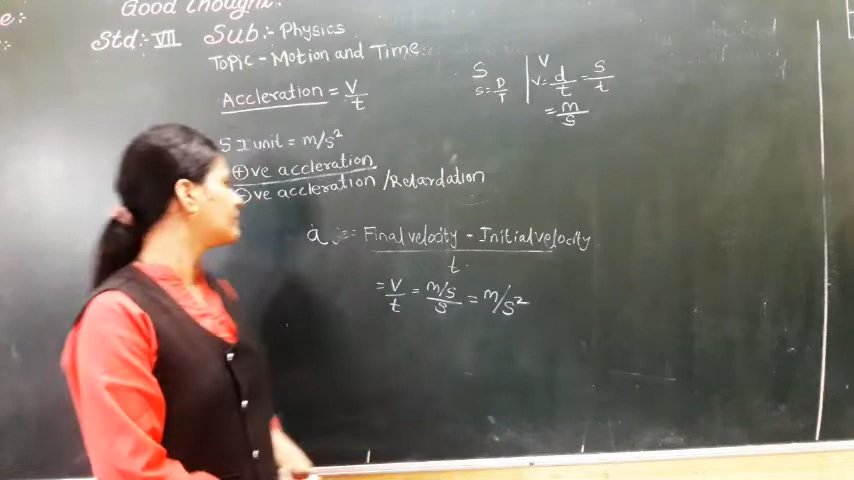 Good thought:
e:
Std:- VII Sub:- Physics
Topic - Motion and Time
Accleration = V/t
S
S = D/T
V
V = d/t = S/t
= m/s
S I unit = m/s²
⊕ve accleration
⊖ve accleration / Retardation
a = Final velocity - Initial velocity / t
= V/t = m/s / s = m/s²